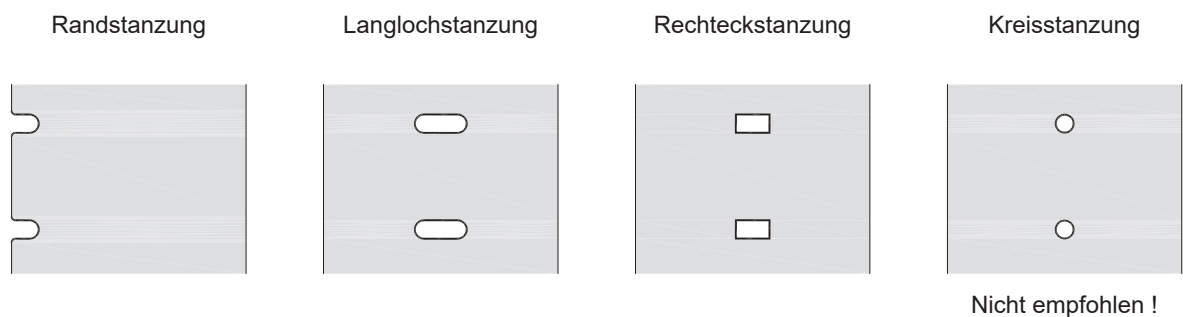 Randstanzung
Langlochstanzung
Rechteckstanzung
Kreisstanzung
Nicht empfohlen !